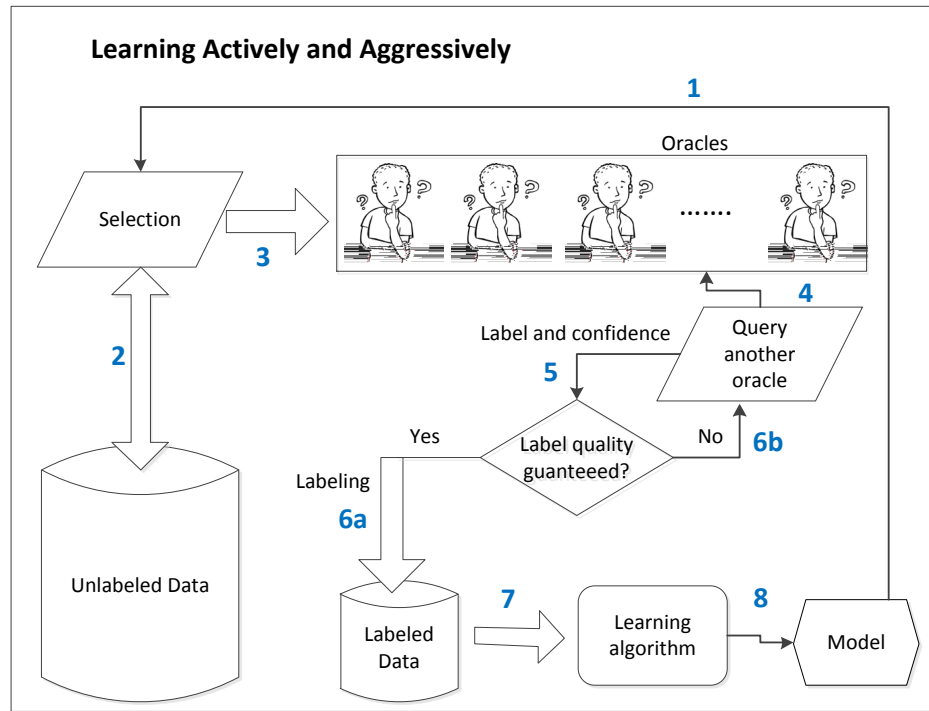 Learning Actively and Aggressively
1
Oracles
Selection
? ? ? ? ? ? ....... ? ?
3
4
2
Label and confidence
Query
another
oracle
5
Yes
Label quality
guanteeed?
No
6b
Labeling
6a
Unlabeled Data
7
8
Labeled
Data
Learning
algorithm
Model